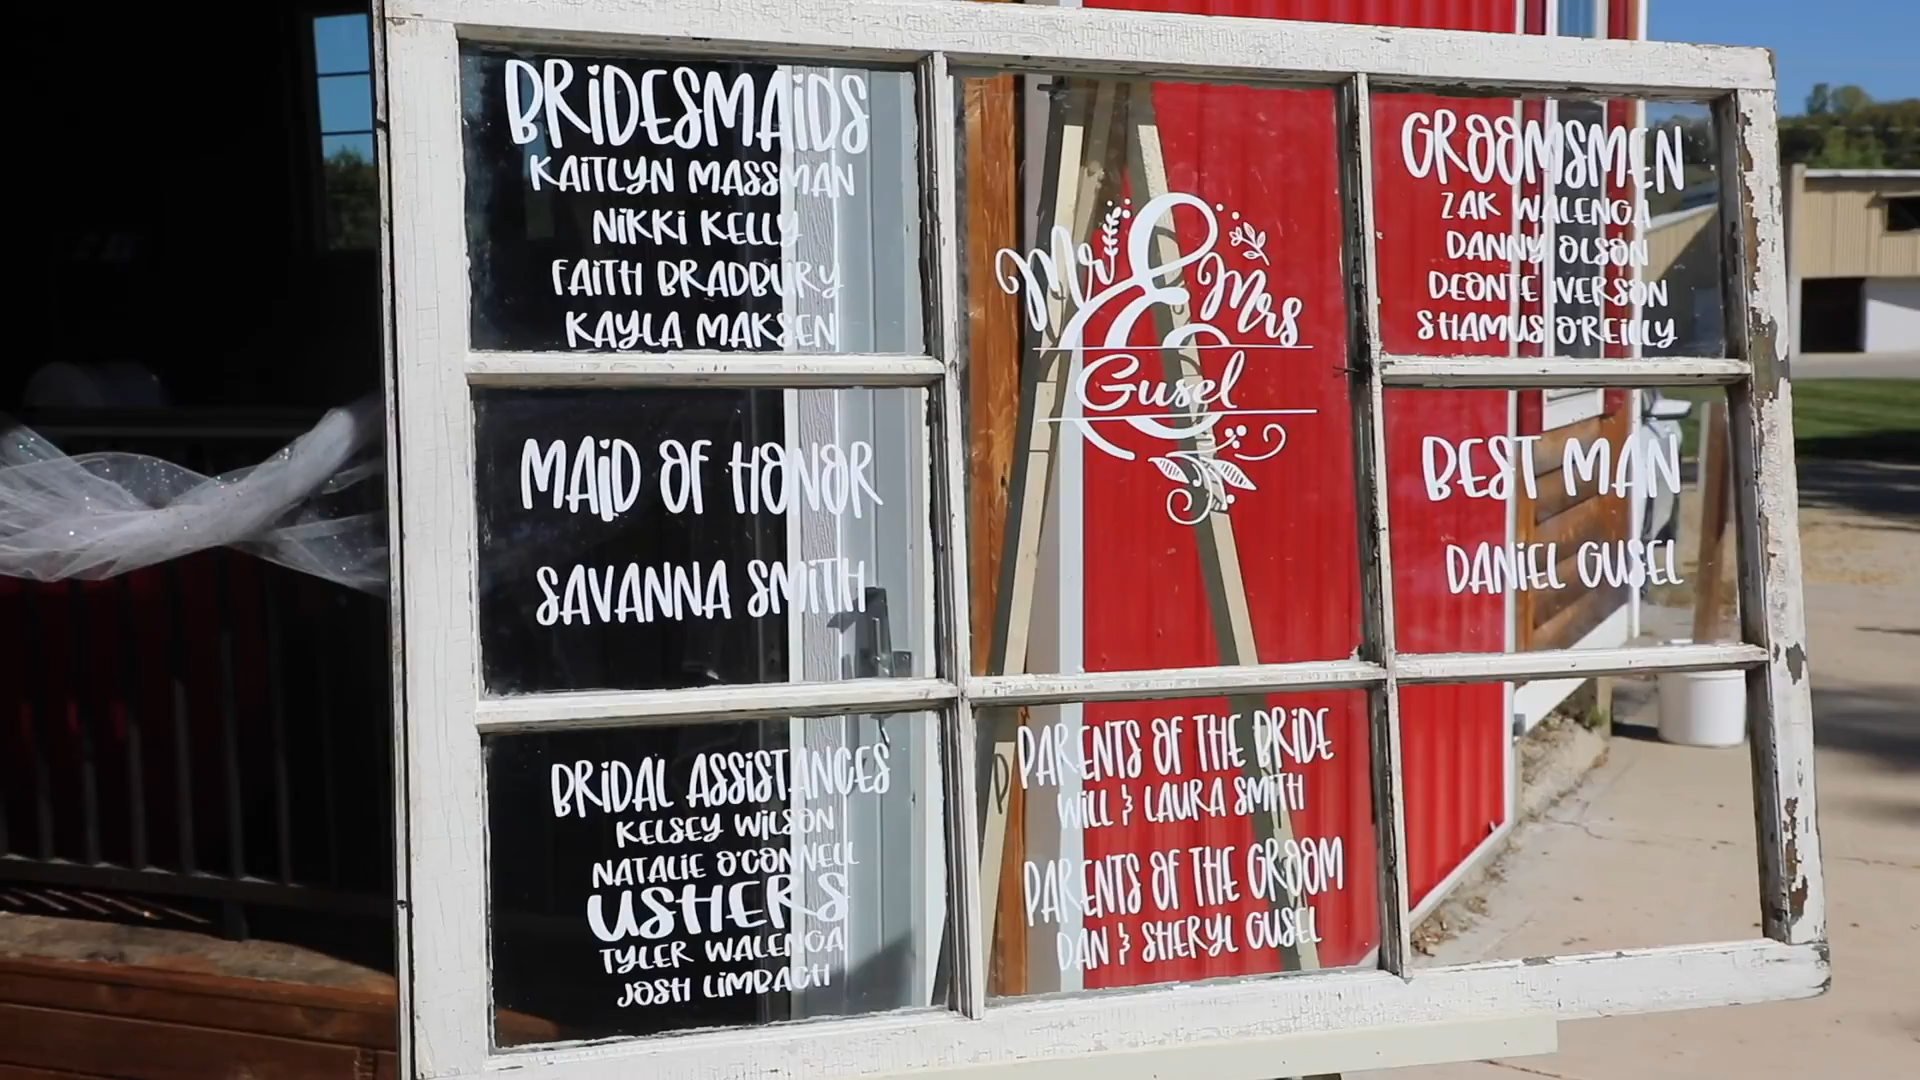 BRIDESMAIDS
KAITLYN MASSMAN
NIKKI KELLY
FAITH BRADBURY
KAYLA MAKSEN
MAID OF HONOR
SAVANNA SMITH
BRIDAL ASSISTANCES
KELSEY WILSON
NATALIE O'CONNELL
USHERS
TYLER WALENGA
JOSH LIMBACH
Mr & Mrs
Gusel
PARENTS OF THE BRIDE
WILL & LAURA SMITH
PARENTS OF THE GROOM
DAN & SHERYL GUSEL
GROOMSMEN
ZAK WALENGA
DANNY OLSON
DEONTE IVERSON
SHAMUS O'REILLY
BEST MAN
DANIEL GUSEL